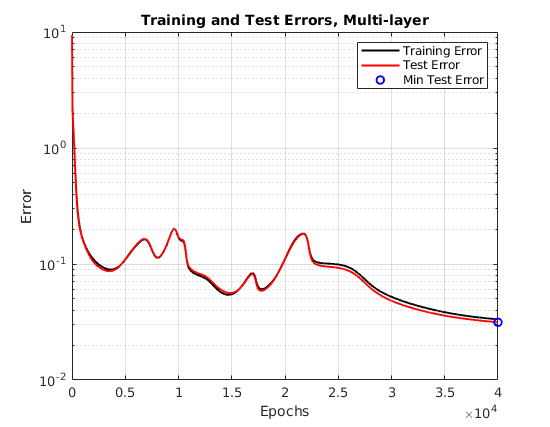 Training and Test Errors, Multi-layer
Training Error
Test Error
Min Test Error
Error
10^1
10^0
10^-1
10^-2
0 0.5 1 1.5 2 2.5 3 3.5 4
Epochs
×10^4